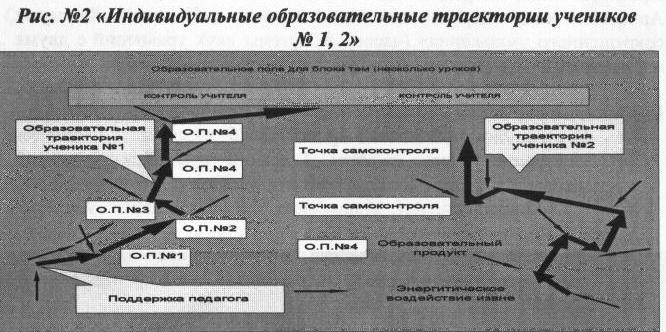 Рис. №2 «Индивидуальные образовательные траектории учеников
№ 1, 2»
Образовательное поле для блока тем (несколько уроков)
КОНТРОЛЬ УЧИТЕЛЯ
КОНТРОЛЬ УЧИТЕЛЯ
Образовательная
траектория
ученика №1
О.П.№4
О.П.№4
О.П.№3
О.П.№2
О.П.№1
Поддержка педагога
Точка самоконтроля
Точка самоконтроля
О.П.№4
Образовательный
продукт
Энергитическое
воздействие извне
Образовательная
траектория
ученика №2